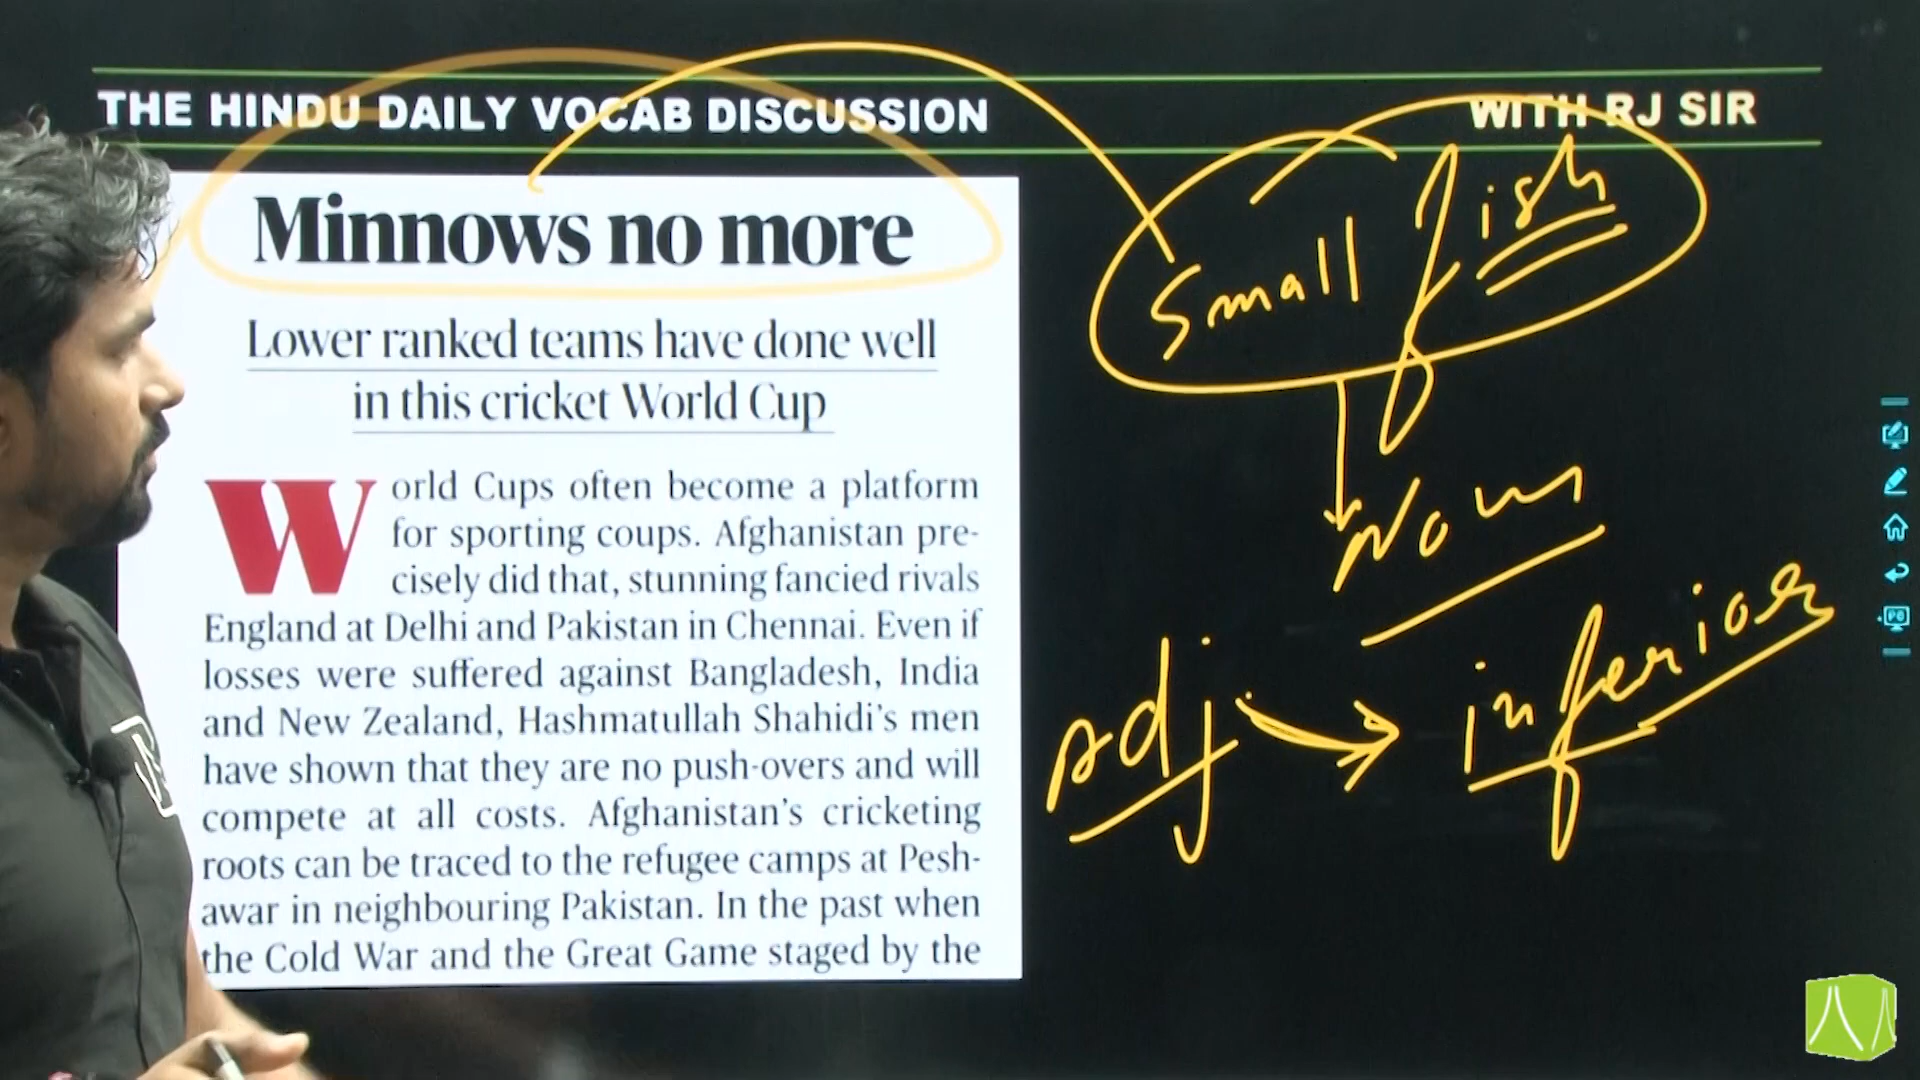 THE HINDU DAILY VOCAB DISCUSSION
WITH RJ SIR
Minnows no more
Lower ranked teams have done well
in this cricket World Cup
World Cups often become a platform
for sporting coups. Afghanistan pre-
cisely did that, stunning fancied rivals
England at Delhi and Pakistan in Chennai. Even if
losses were suffered against Bangladesh, India
and New Zealand, Hashmatullah Shahidi's men
have shown that they are no push-overs and will
compete at all costs. Afghanistan's cricketing
roots can be traced to the refugee camps at Pesh-
awar in neighbouring Pakistan. In the past when
the Cold War and the Great Game staged by the
small fish
Noun
Adj → inferior